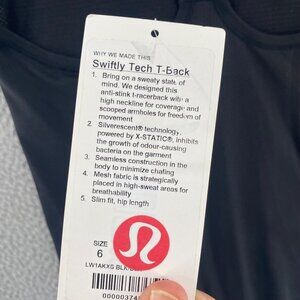 WHY WE MADE THIS
Swiftly Tech T-Back
1. Bring on a sweaty state of
mind. We designed this
anti-stink t-racerback with a
high neckline for coverage and
scooped armholes for freedom of
movement
2. Silverescent® technology,
powered by X-STATIC®, inhibits
the growth of odour-causing
bacteria on the garment
3. Seamless construction in the
body to minimize chafing
4. Mesh fabric is strategically
placed in high-sweat areas for
breathability
5. Slim fit, hip length
SIZE
6
LW1AKXS BLK/